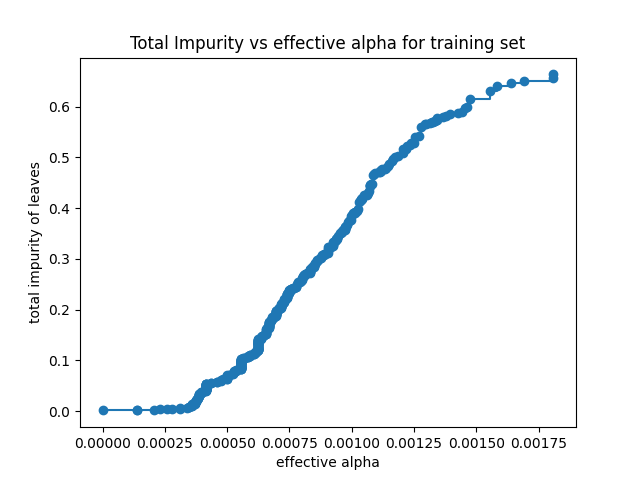 Total Impurity vs effective alpha for training set
total impurity of leaves
0.6
0.5
0.4
0.3
0.2
0.1
0.0
0.00000 0.00025 0.00050 0.00075 0.00100 0.00125 0.00150 0.00175
effective alpha